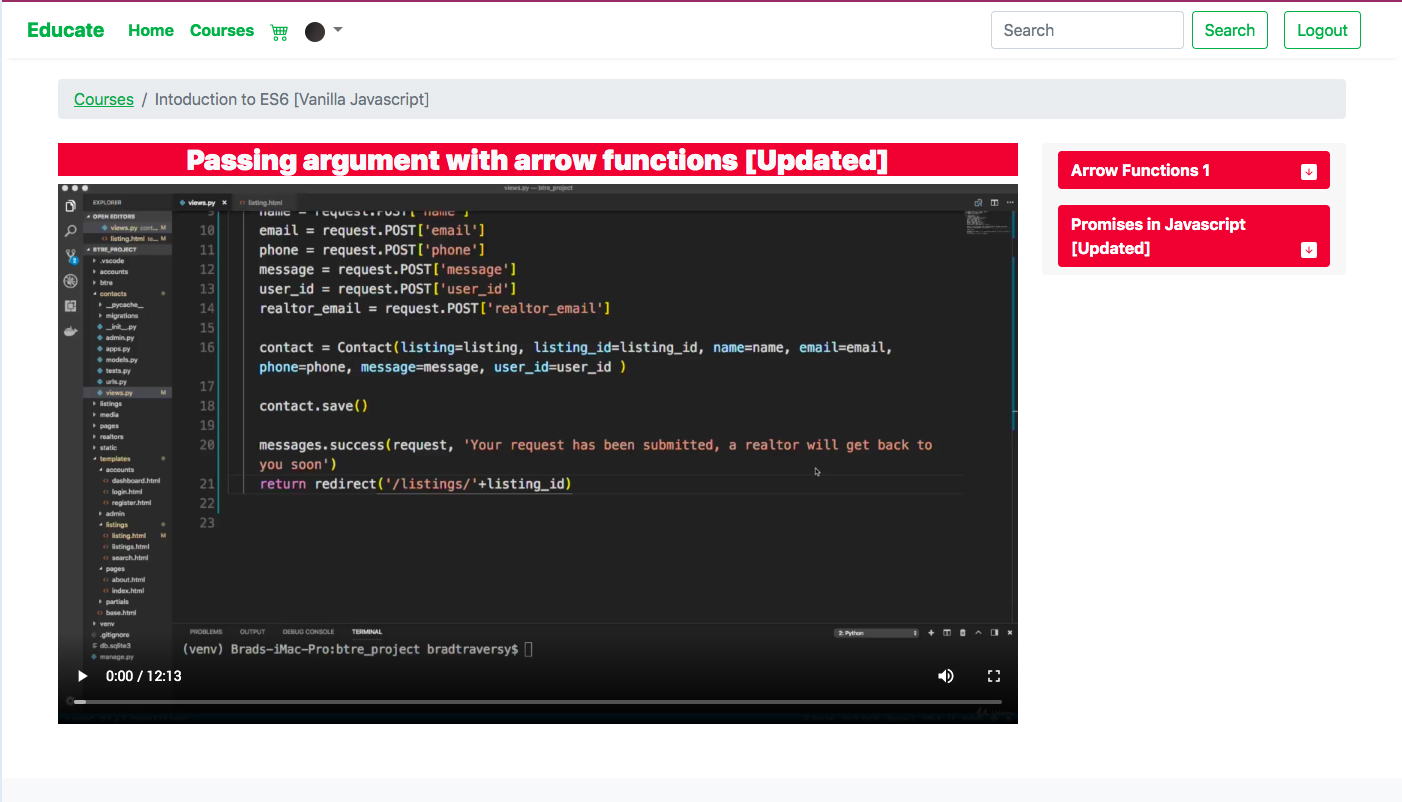 Educate Home Courses Search Search Logout
Courses / Intoduction to ES6 [Vanilla Javascript]
Passing argument with arrow functions [Updated]
Arrow Functions 1
Promises in Javascript
[Updated]
views.py — btre_project
EXPLORER
OPEN EDITORS
views.py cont... M
listing.html te... M
BTRE_PROJECT
.vscode
accounts
btre
contacts
__pycache__
migrations
__init__.py
admin.py
apps.py
models.py
tests.py
urls.py
views.py M
listings
media
pages
realtors
static
templates
accounts
dashboard.html
login.html
register.html
admin
listings
listing.html M
listings.html
search.html
pages
about.html
index.html
partials
base.html
venv
.gitignore
db.sqlite3
manage.py
views.py × listing.html
name = request.POST['name']
10 email = request.POST['email']
11 phone = request.POST['phone']
12 message = request.POST['message']
13 user_id = request.POST['user_id']
14 realtor_email = request.POST['realtor_email']
15
16 contact = Contact(listing=listing, listing_id=listing_id, name=name, email=email,
phone=phone, message=message, user_id=user_id )
17
18 contact.save()
19
20 messages.success(request, 'Your request has been submitted, a realtor will get back to
you soon')
21 return redirect('/listings/'+listing_id)
22
23
PROBLEMS OUTPUT DEBUG CONSOLE TERMINAL 2: Python
(venv) Brads-iMac-Pro:btre_project bradtraversy$
0:00 / 12:13